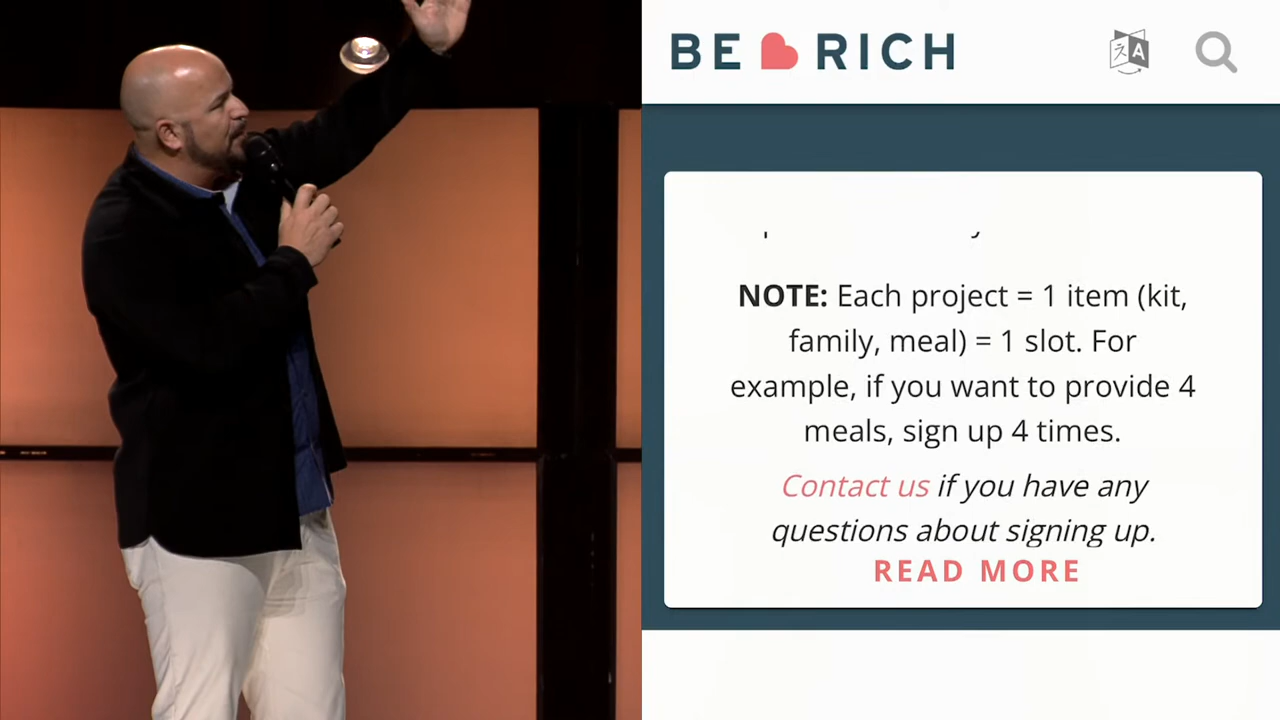 BE RICH
NOTE: Each project = 1 item (kit,
family, meal) = 1 slot. For
example, if you want to provide 4
meals, sign up 4 times.
Contact us if you have any
questions about signing up.
READ MORE